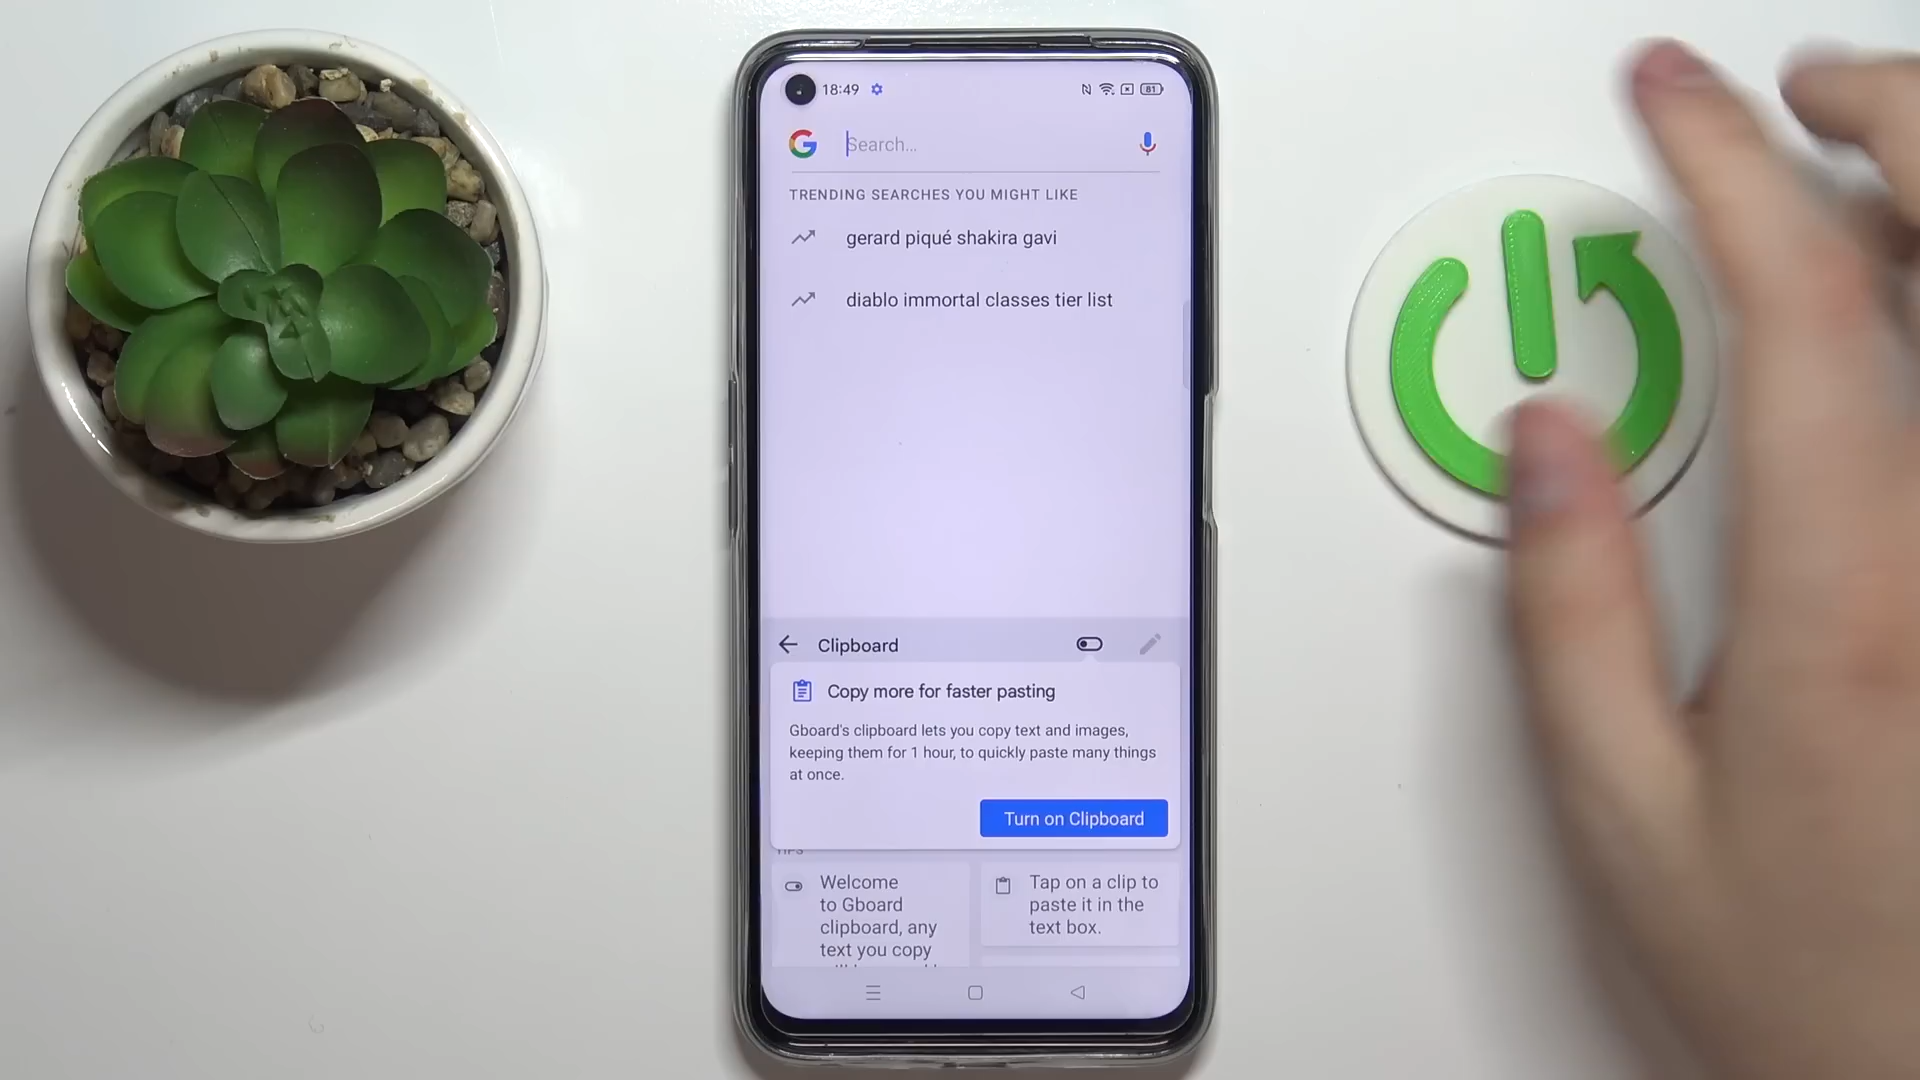 18:49
81
Search...
TRENDING SEARCHES YOU MIGHT LIKE
gerard piqué shakira gavi
diablo immortal classes tier list
Clipboard
Copy more for faster pasting
Gboard's clipboard lets you copy text and images,
keeping them for 1 hour, to quickly paste many things
at once.
Turn on Clipboard
TIPS
Welcome
to Gboard
clipboard, any
text you copy
Tap on a clip to
paste it in the
text box.